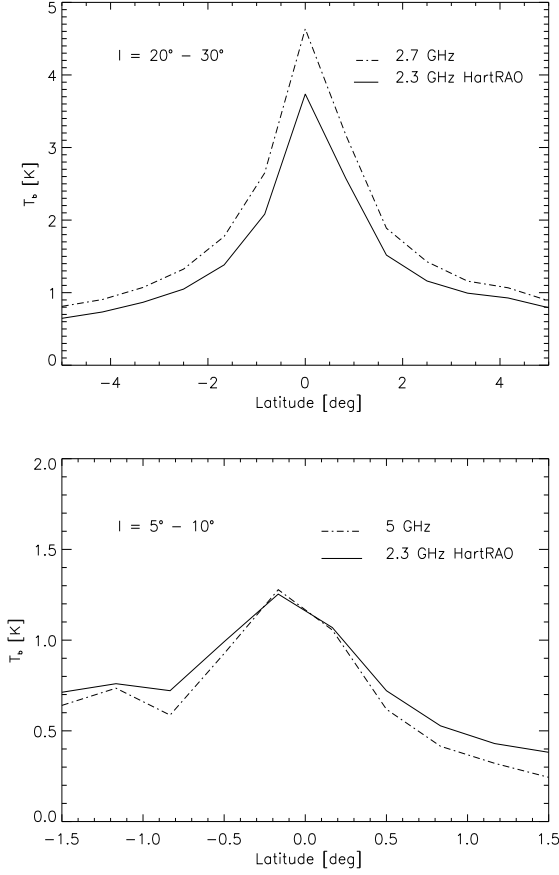 5
l = 20° – 30°
2.7 GHz
2.3 GHz HartRAO
4
3
2
1
0
T_b [K]
−4 −2 0 2 4
Latitude [deg]
2.0
l = 5° – 10°
5 GHz
2.3 GHz HartRAO
1.5
1.0
0.5
0.0
T_b [K]
−1.5 −1.0 −0.5 0.0 0.5 1.0 1.5
Latitude [deg]